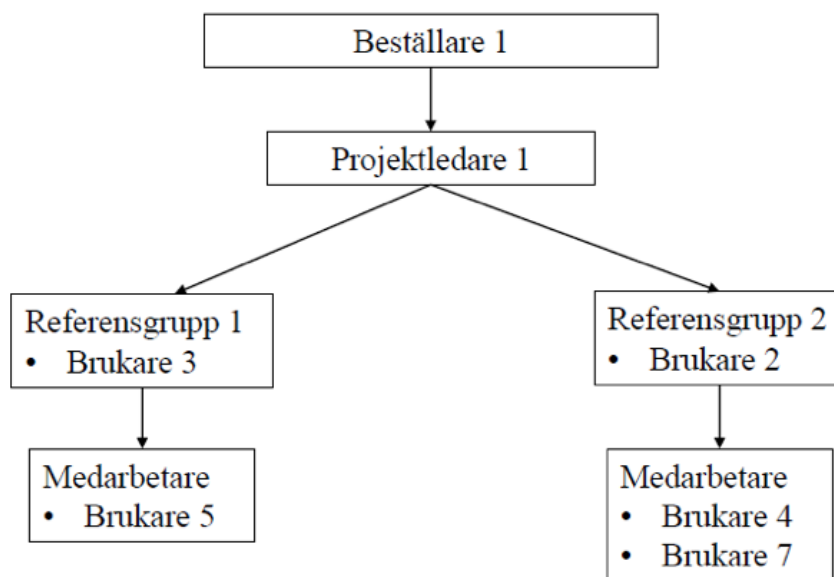 Beställare 1
Projektledare 1
Referensgrupp 1
• Brukare 3
Referensgrupp 2
• Brukare 2
Medarbetare
• Brukare 5
Medarbetare
• Brukare 4
• Brukare 7